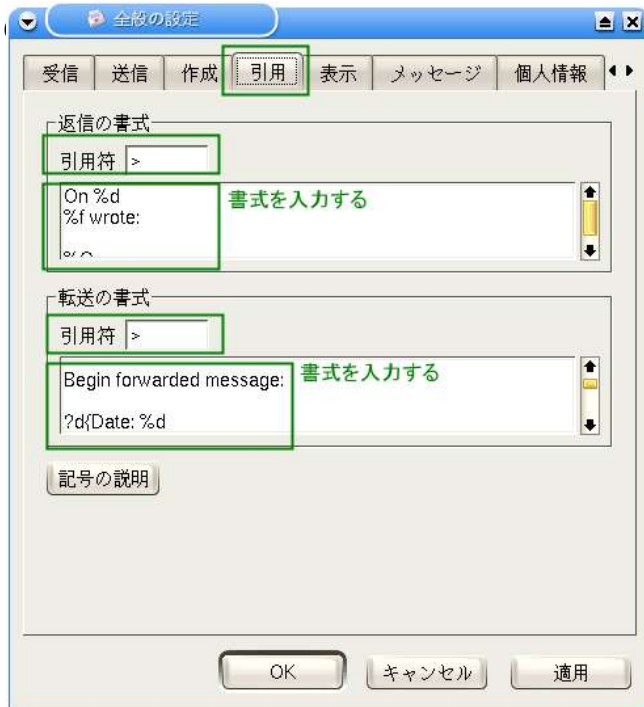 全般の設定
受信 送信 作成 引用 表示 メッセージ 個人情報
返信の書式
引用符 >
On %d 書式を入力する
%f wrote:
転送の書式
引用符 >
Begin forwarded message: 書式を入力する
?d{Date: %d
記号の説明
OK キャンセル 適用